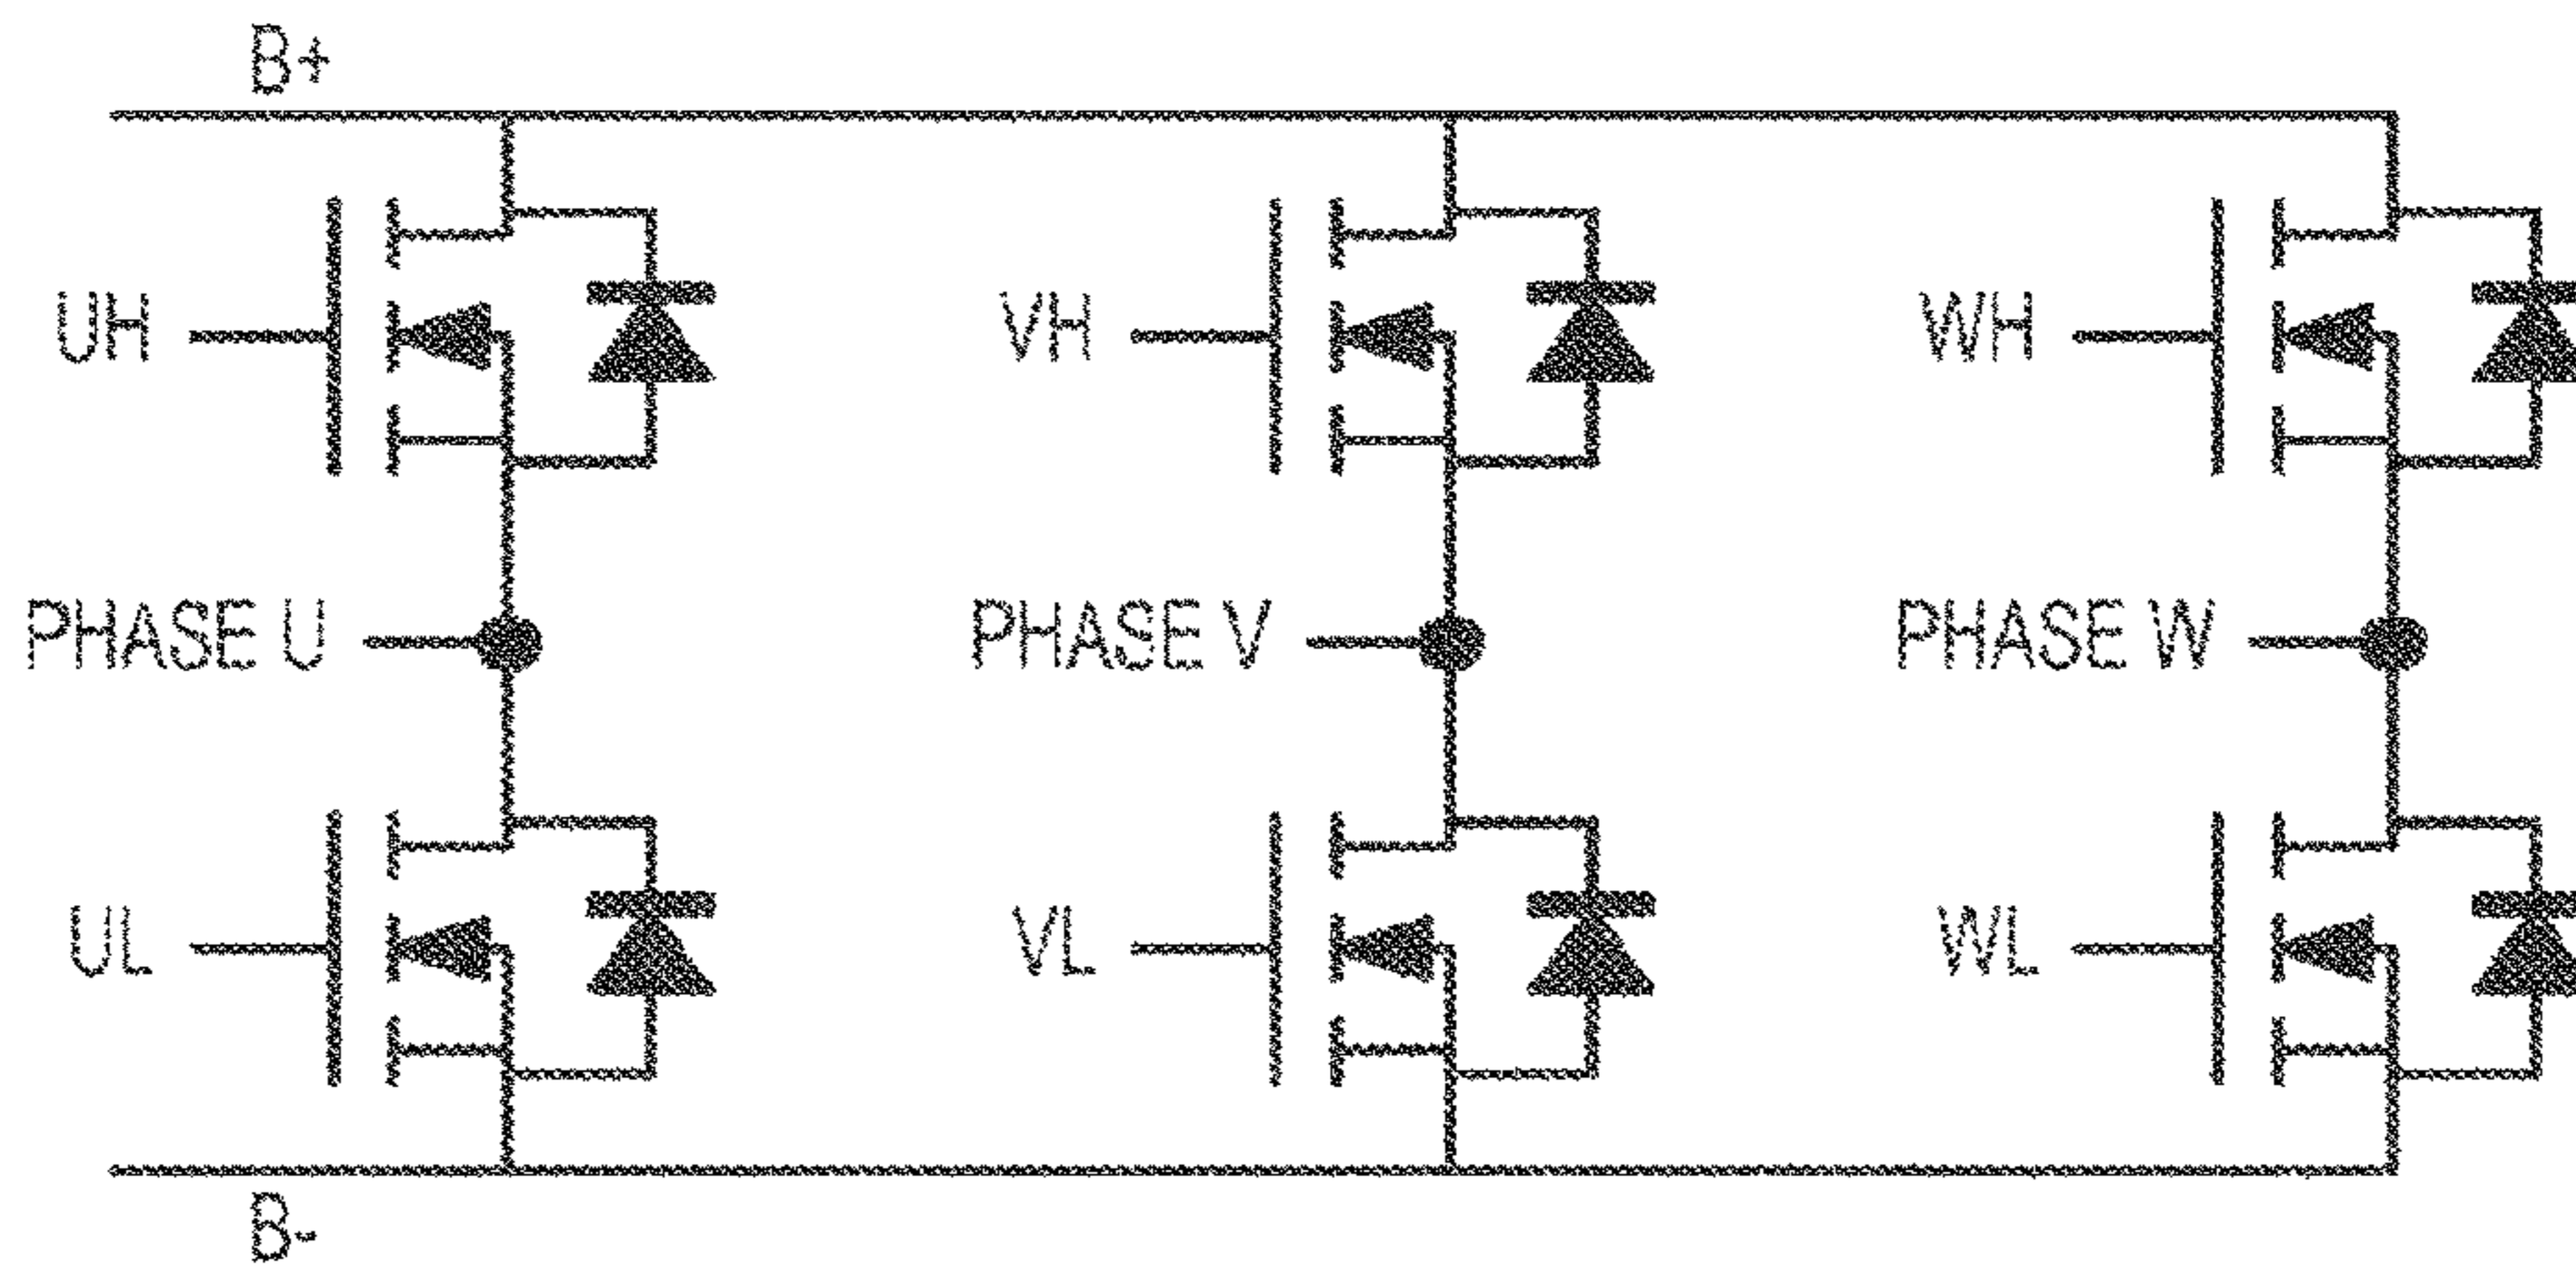 B+
UH
VH
WH
PHASE U
PHASE V
PHASE W
UL
VL
WL
B-